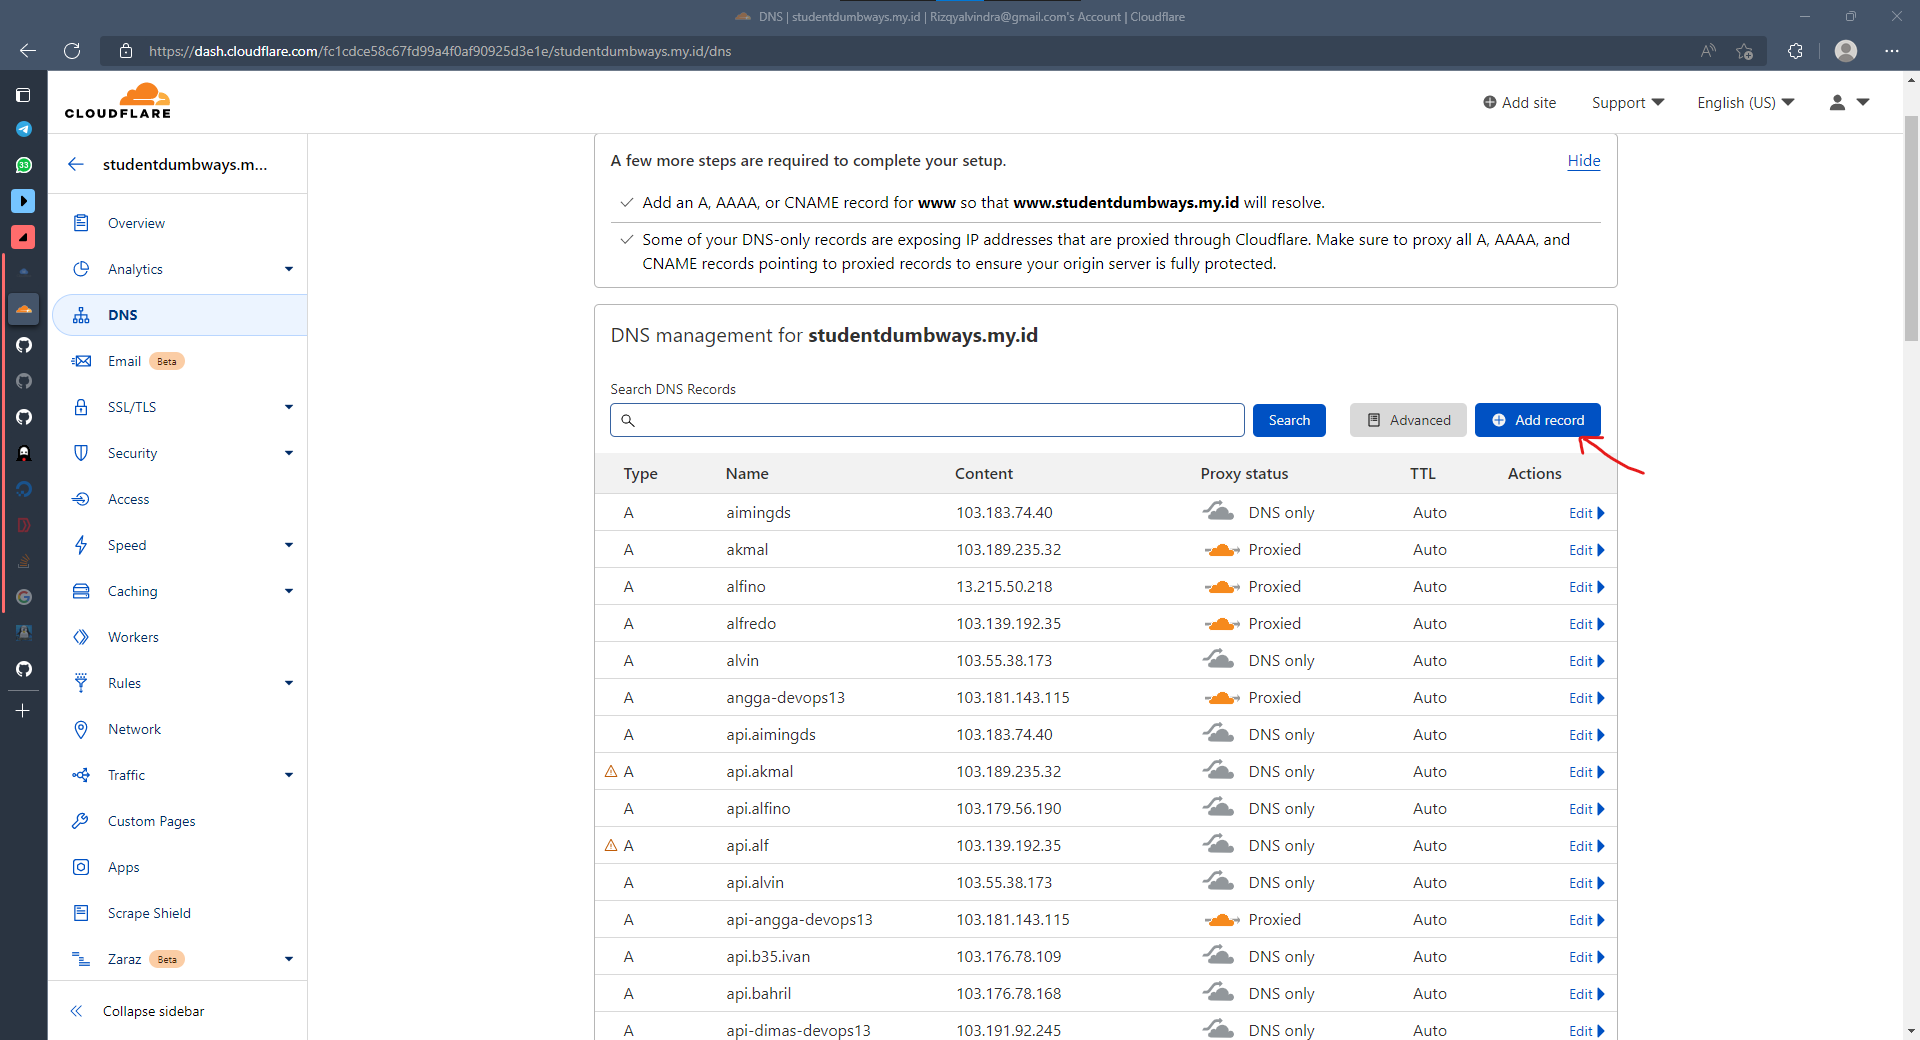 DNS | studentdumbways.my.id | Rizqyalvindra@gmail.com's Account | Cloudflare
https://dash.cloudflare.com/fc1cdce58c67fd99a4f0af90925d3e1e/studentdumbways.my.id/dns
CLOUDFLARE
Add site
Support
English (US)
33
studentdumbways.m...
Overview
Analytics
DNS
Email Beta
SSL/TLS
Security
Access
Speed
Caching
Workers
Rules
Network
Traffic
Custom Pages
Apps
Scrape Shield
Zaraz Beta
Collapse sidebar
A few more steps are required to complete your setup.
Hide
Add an A, AAAA, or CNAME record for www so that www.studentdumbways.my.id will resolve.
Some of your DNS-only records are exposing IP addresses that are proxied through Cloudflare. Make sure to proxy all A, AAAA, and
CNAME records pointing to proxied records to ensure your origin server is fully protected.
DNS management for studentdumbways.my.id
Search DNS Records
Search
Advanced
Add record
Type Name Content Proxy status TTL Actions
A aimingds 103.183.74.40 DNS only Auto Edit
A akmal 103.189.235.32 Proxied Auto Edit
A alfino 13.215.50.218 Proxied Auto Edit
A alfredo 103.139.192.35 Proxied Auto Edit
A alvin 103.55.38.173 DNS only Auto Edit
A angga-devops13 103.181.143.115 Proxied Auto Edit
A api.aimingds 103.183.74.40 DNS only Auto Edit
A api.akmal 103.189.235.32 DNS only Auto Edit
A api.alfino 103.179.56.190 DNS only Auto Edit
A api.alf 103.139.192.35 DNS only Auto Edit
A api.alvin 103.55.38.173 DNS only Auto Edit
A api-angga-devops13 103.181.143.115 Proxied Auto Edit
A api.b35.ivan 103.176.78.109 DNS only Auto Edit
A api.bahril 103.176.78.168 DNS only Auto Edit
A api-dimas-devops13 103.191.92.245 DNS only Auto Edit